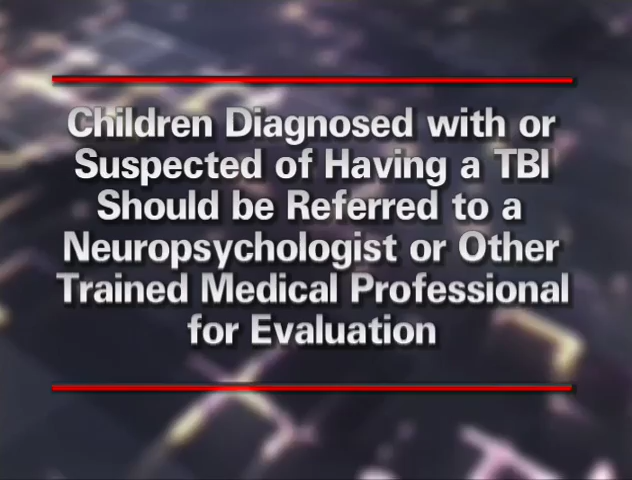 Children Diagnosed with or
Suspected of Having a TBI
Should be Referred to a
Neuropsychologist or Other
Trained Medical Professional
for Evaluation